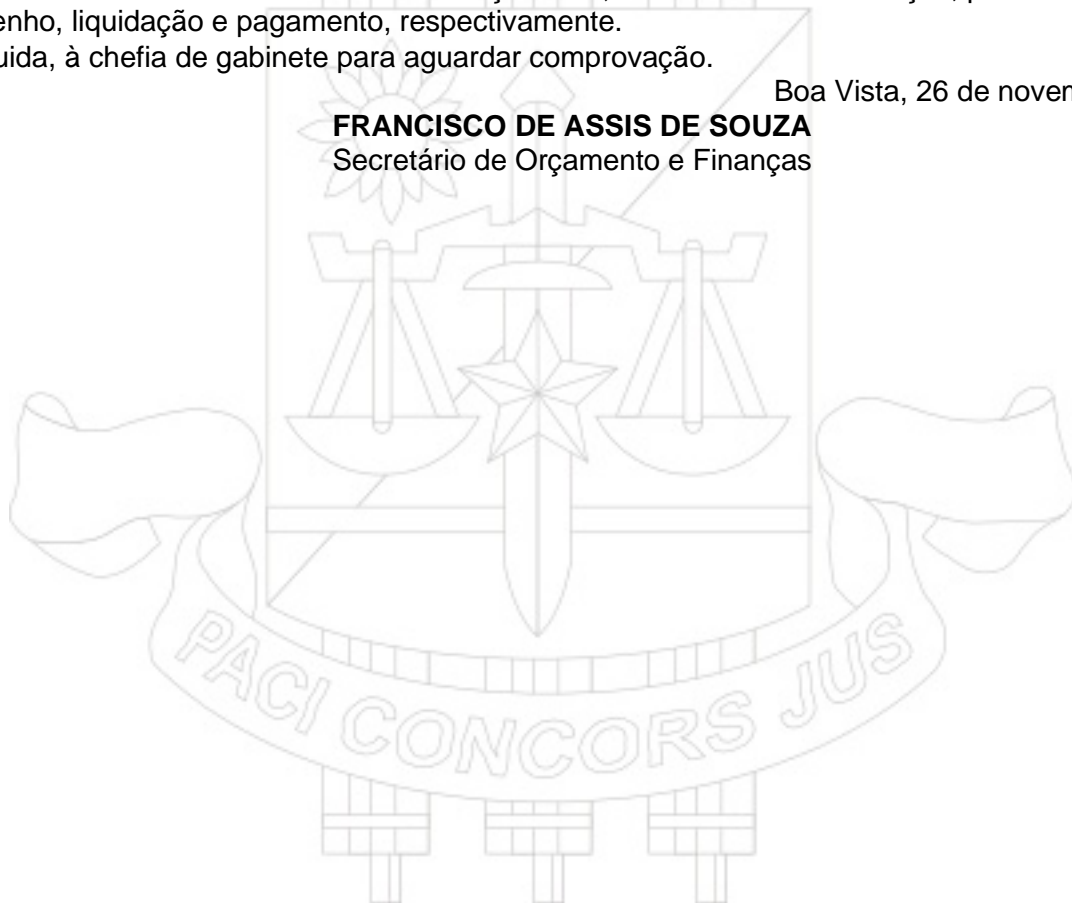 enho, liquidação e pagamento, respectivamente.
uida, à chefia de gabinete para aguardar comprovação.
Boa Vista, 26 de novem
FRANCISCO DE ASSIS DE SOUZA
Secretário de Orçamento e Finanças
PACI CONCORS JUS